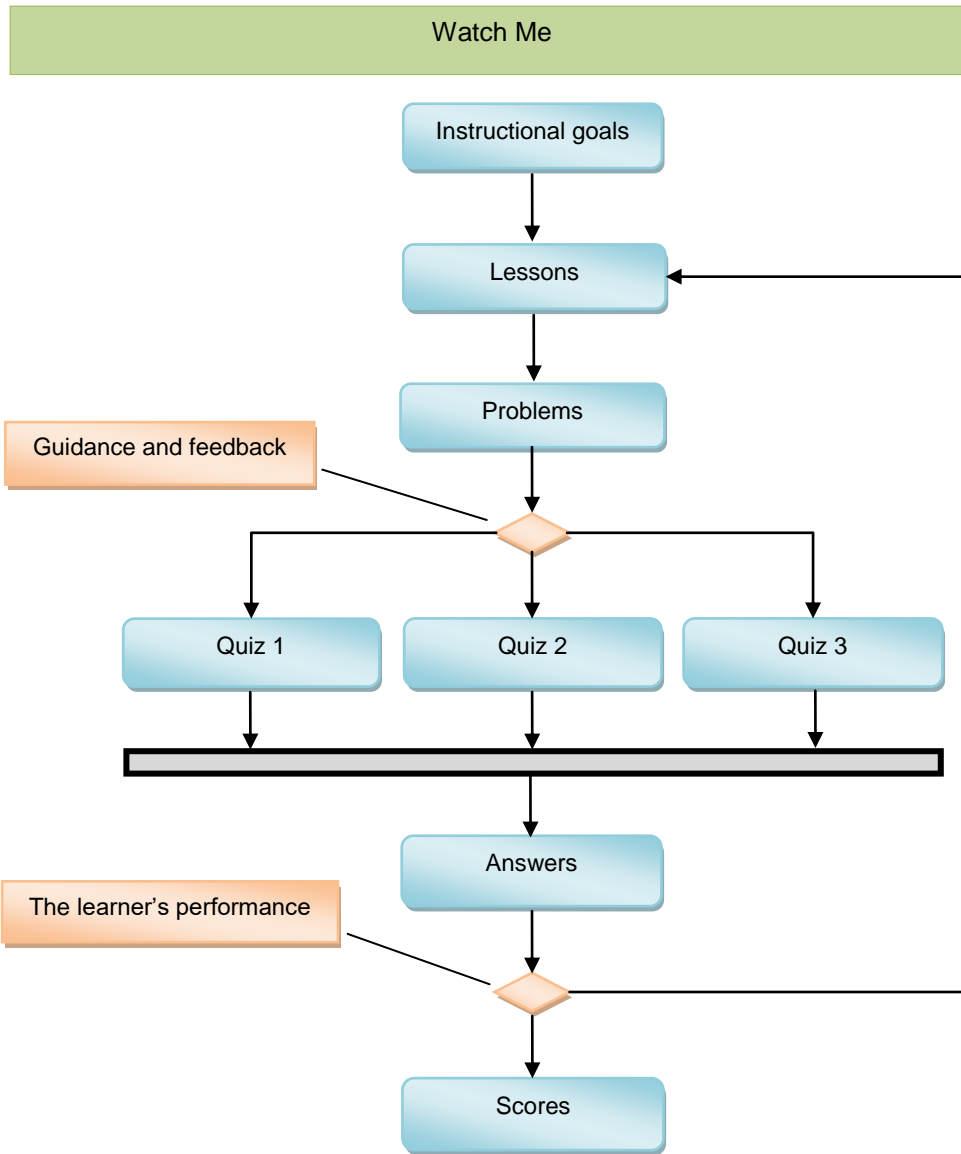 Watch Me
Instructional goals
Lessons
Problems
Guidance and feedback
Quiz 1
Quiz 2
Quiz 3
Answers
The learner’s performance
Scores